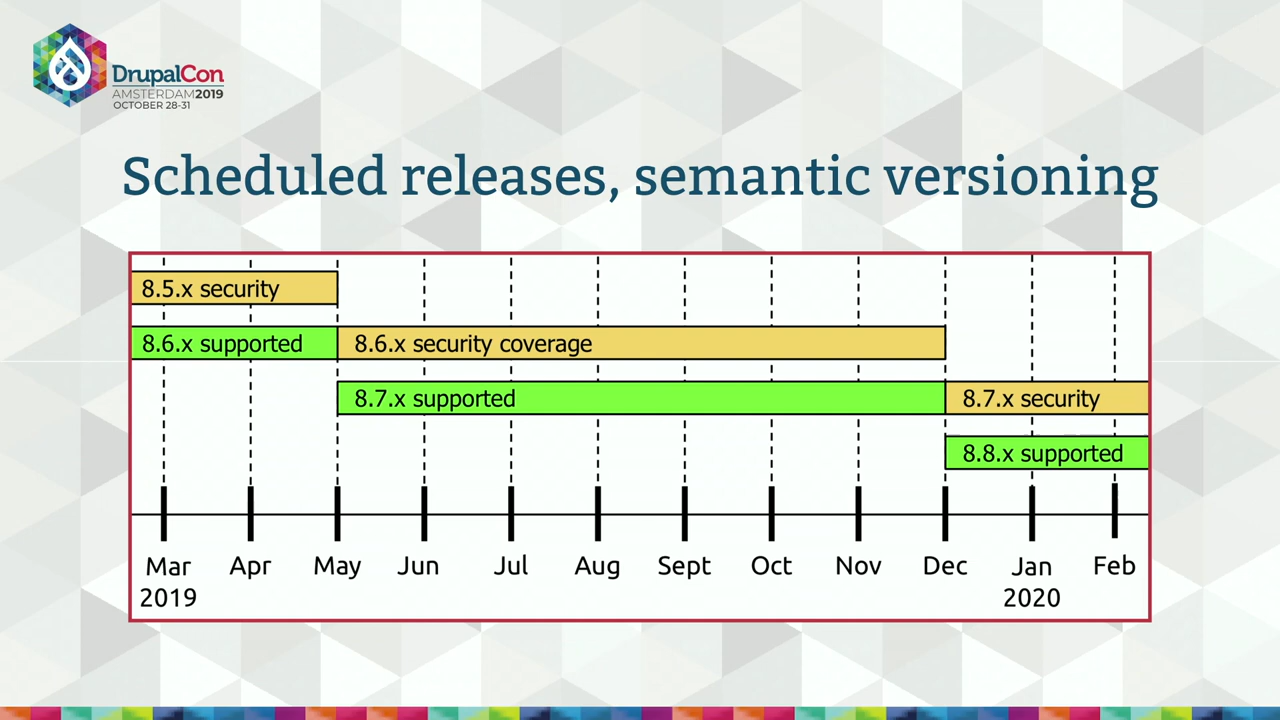 DrupalCon
AMSTERDAM2019
OCTOBER 28-31
Scheduled releases, semantic versioning
8.5.x security
8.6.x supported
8.6.x security coverage
8.7.x supported
8.7.x security
8.8.x supported
Mar Apr May Jun Jul Aug Sept Oct Nov Dec Jan Feb
2019 2020